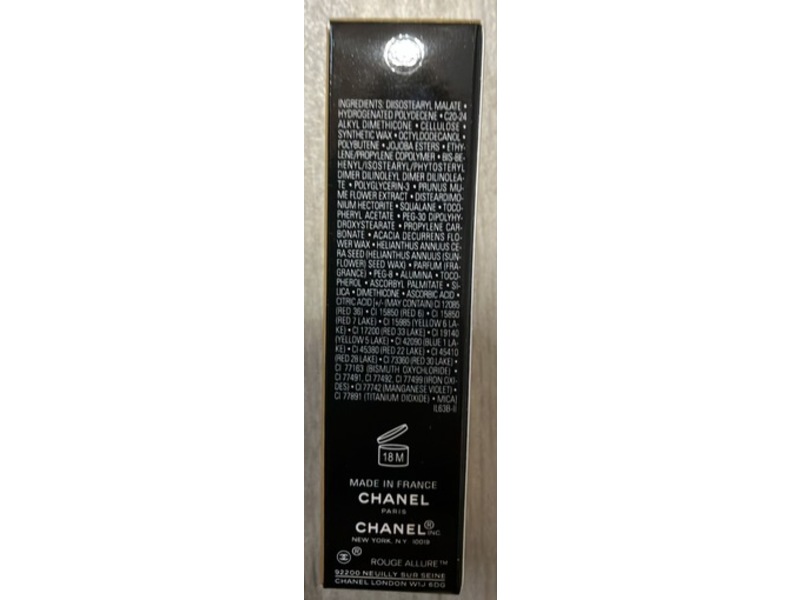 INGREDIENTS: DIISOSTEARYL MALATE •
HYDROGENATED POLYDECENE • C20-24
ALKYL DIMETHICONE • CELLULOSE •
SYNTHETIC WAX • OCTYLDODECANOL •
POLYBUTENE • JOJOBA ESTERS • ETHY-
LENE/PROPYLENE COPOLYMER • BIS-BE-
HENYL/ISOSTEARYL/PHYTOSTERYL
DIMER DILINOLEYL DIMER DILINOLEA-
TE • POLYGLYCERIN-3 • PRUNUS MU-
ME FLOWER EXTRACT • DISTEARDIMO-
NIUM HECTORITE • SQUALANE • TOCO-
PHERYL ACETATE • PEG-30 DIPOLYHY-
DROXYSTEARATE • PROPYLENE CAR-
BONATE • ACACIA DECURRENS FLO-
WER WAX • HELIANTHUS ANNUUS CE-
RA SEED (HELIANTHUS ANNUUS (SUN-
FLOWER) SEED WAX) • PARFUM (FRA-
GRANCE) • PEG-8 • ALUMINA • TOCO-
PHEROL • ASCORBYL PALMITATE • SI-
LICA • DIMETHICONE • ASCORBIC ACID •
CITRIC ACID [+/- (MAY CONTAIN) CI 12085
(RED 36) • CI 15850 (RED 6) • CI 15850
(RED 7 LAKE) • CI 15985 (YELLOW 6 LA-
KE) • CI 17200 (RED 33 LAKE) • CI 19140
(YELLOW 5 LAKE) • CI 42090 (BLUE 1 LA-
KE) • CI 45380 (RED 22 LAKE) • CI 45410
(RED 28 LAKE) • CI 73360 (RED 30 LAKE) •
CI 77163 (BISMUTH OXYCHLORIDE) •
CI 77491, CI 77492, CI 77499 (IRON OXI-
DES) • CI 77742 (MANGANESE VIOLET) •
CI 77891 (TITANIUM DIOXIDE) • MICA]
IL63B-II
18 M
MADE IN FRANCE
CHANEL
PARIS
CHANEL® INC.
NEW YORK, N.Y. 10019
® ROUGE ALLURE™
92200 NEUILLY SUR SEINE
CHANEL LONDON W1J 6DG